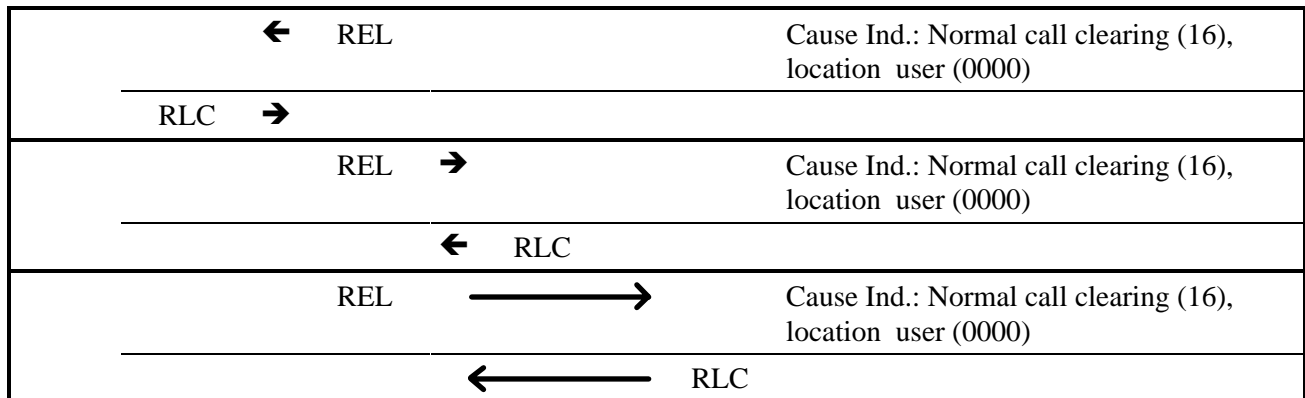 🡸 REL Cause Ind.: Normal call clearing (16),
location user (0000)
RLC 🡺
REL 🡺 Cause Ind.: Normal call clearing (16),
location user (0000)
🡸 RLC
REL Cause Ind.: Normal call clearing (16),
location user (0000)
RLC